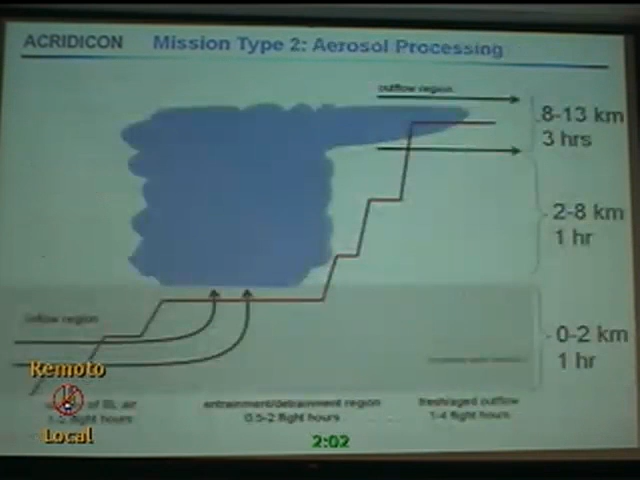 ACRIDICON Mission Type 2: Aerosol Processing
outflow region
8-13 km
3 hrs
2-8 km
1 hr
inflow region
0-2 km
1 hr
Remoto
Local
of BL air
flight hours
entrainment/detrainment region
0.5-2 flight hours
fresh/aged outflow
1-4 flight hours
2:02